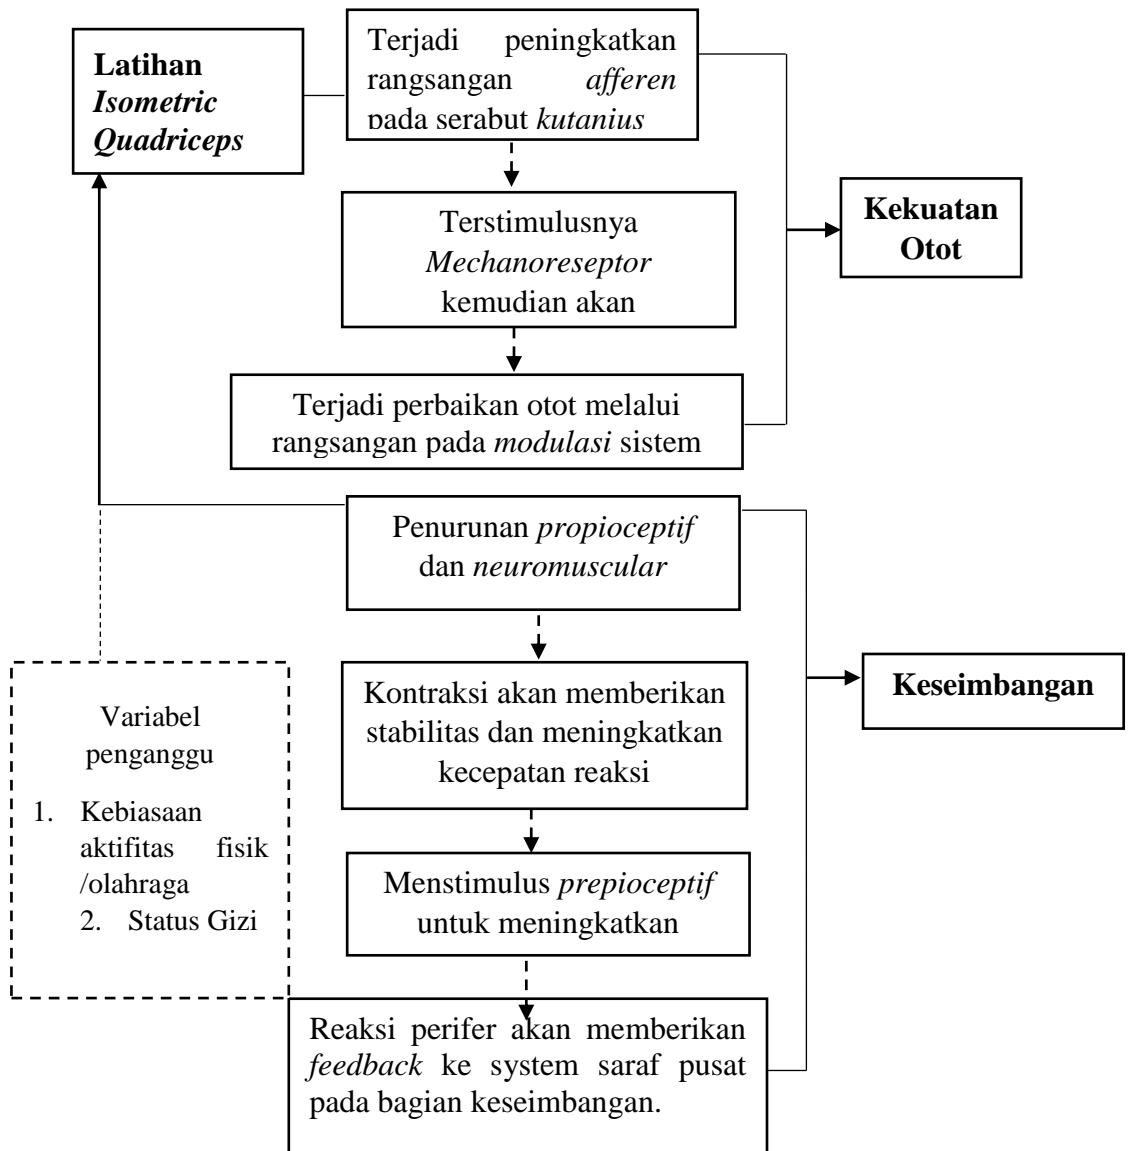 Latihan
Isometric
Quadriceps
Terjadi peningkatkan
rangsangan afferen
pada serabut kutanius
Terstimulusnya
Mechanoreseptor
kemudian akan
Kekuatan
Otot
Terjadi perbaikan otot melalui
rangsangan pada modulasi sistem
Penurunan propioceptif
dan neuromuscular
Kontraksi akan memberikan
stabilitas dan meningkatkan
kecepatan reaksi
Keseimbangan
Variabel
penganggu
1. Kebiasaan
aktifitas fisik
/olahraga
2. Status Gizi
Menstimulus prepioceptif
untuk meningkatkan
Reaksi perifer akan memberikan
feedback ke system saraf pusat
pada bagian keseimbangan.